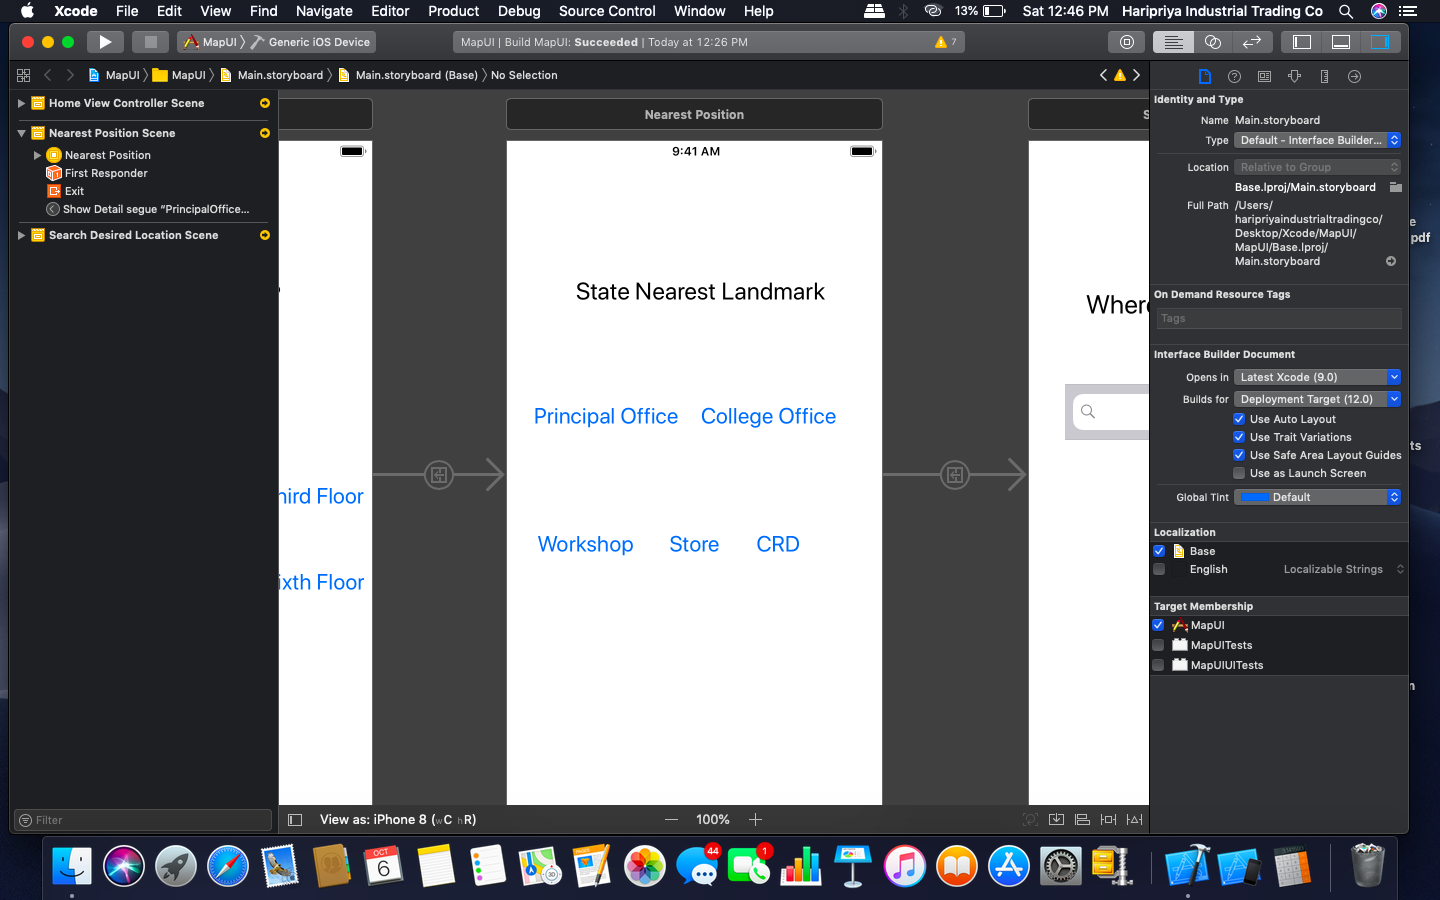 Xcode File Edit View Find Navigate Editor Product Debug Source Control Window Help 13% Sat 12:46 PM Haripriya Industrial Trading Co
MapUI Generic iOS Device MapUI | Build MapUI: Succeeded | Today at 12:26 PM 7
MapUI MapUI Main.storyboard Main.storyboard (Base) No Selection
Home View Controller Scene
Nearest Position Scene
Nearest Position
First Responder
Exit
Show Detail segue "PrincipalOffice...
Search Desired Location Scene
Filter
Nearest Position
9:41 AM
State Nearest Landmark
Principal Office College Office
Workshop Store CRD
hird Floor
ixth Floor
S
Wher
View as: iPhone 8 (wC hR) — 100% +
Identity and Type
Name Main.storyboard
Type Default - Interface Builder...
Location Relative to Group
Base.lproj/Main.storyboard
Full Path /Users/
haripriyaindustrialtradingco/
Desktop/Xcode/MapUI/
MapUI/Base.lproj/
Main.storyboard
On Demand Resource Tags
Tags
Interface Builder Document
Opens in Latest Xcode (9.0)
Builds for Deployment Target (12.0)
Use Auto Layout
Use Trait Variations
Use Safe Area Layout Guides
Use as Launch Screen
Global Tint Default
Localization
Base
English Localizable Strings
Target Membership
MapUI
MapUITests
MapUIUITests
e
pdf
ts
n
OCT
6
44
1